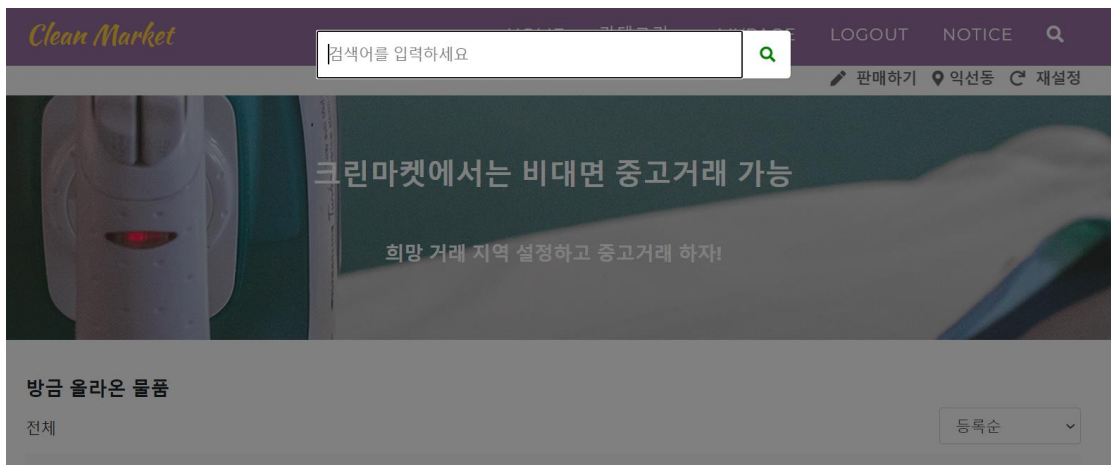 Clean Market
LOGOUT NOTICE
검색어를 입력하세요
판매하기 익선동 재설정
크린마켓에서는 비대면 중고거래 가능
희망 거래 지역 설정하고 중고거래 하자!
방금 올라온 물품
전체
등록순